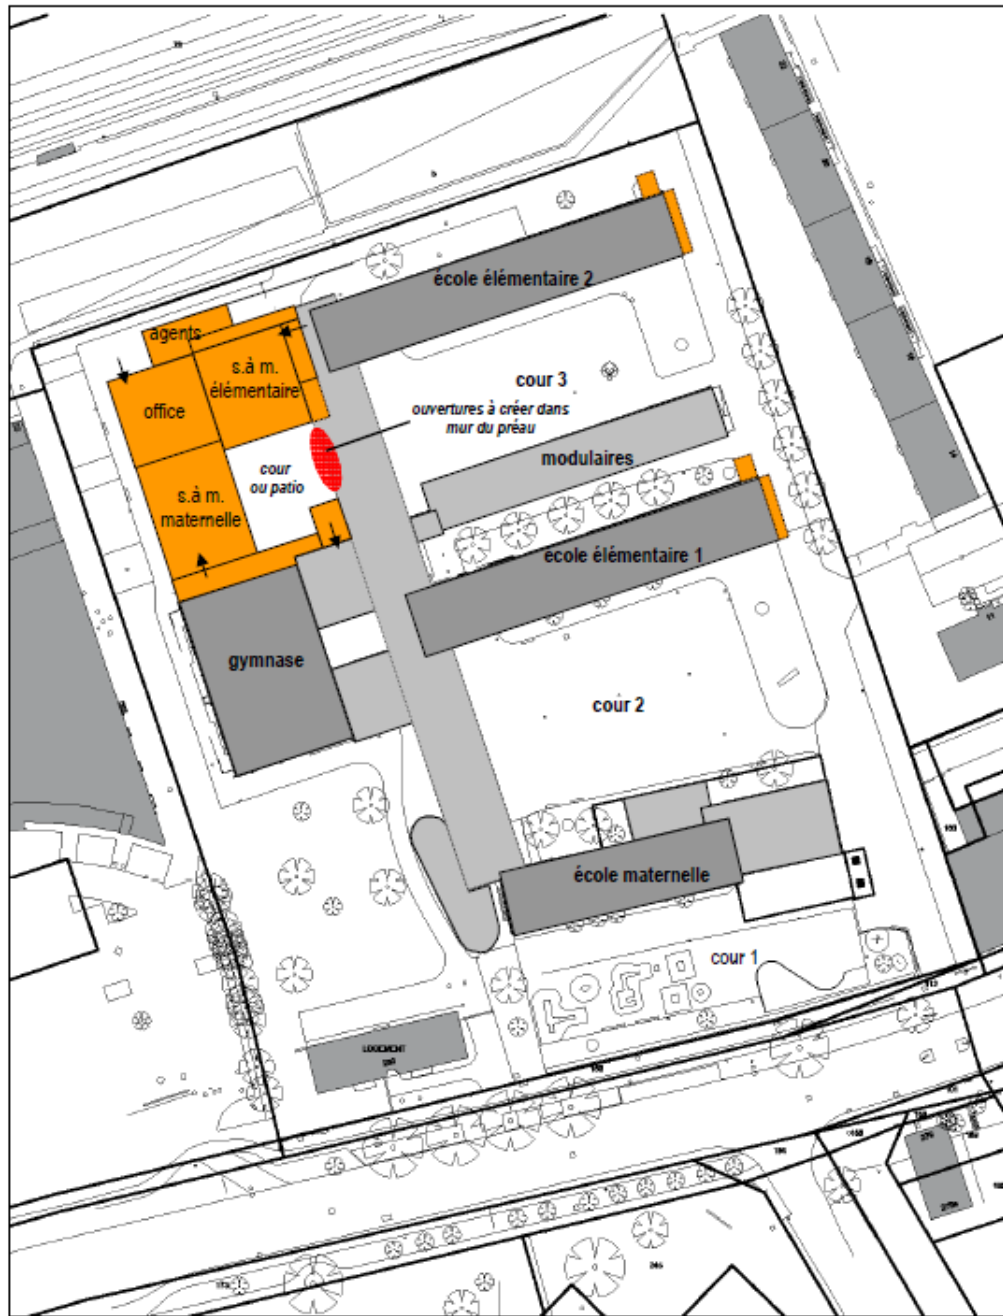 école élémentaire 2
agents
s.à m.
élémentaire
office
cour 3
ouvertures à créer dans
mur du préau
cour
ou patio
modulaires
s.à m.
maternelle
école élémentaire 1
gymnase
cour 2
école maternelle
cour 1
LOGEMENT